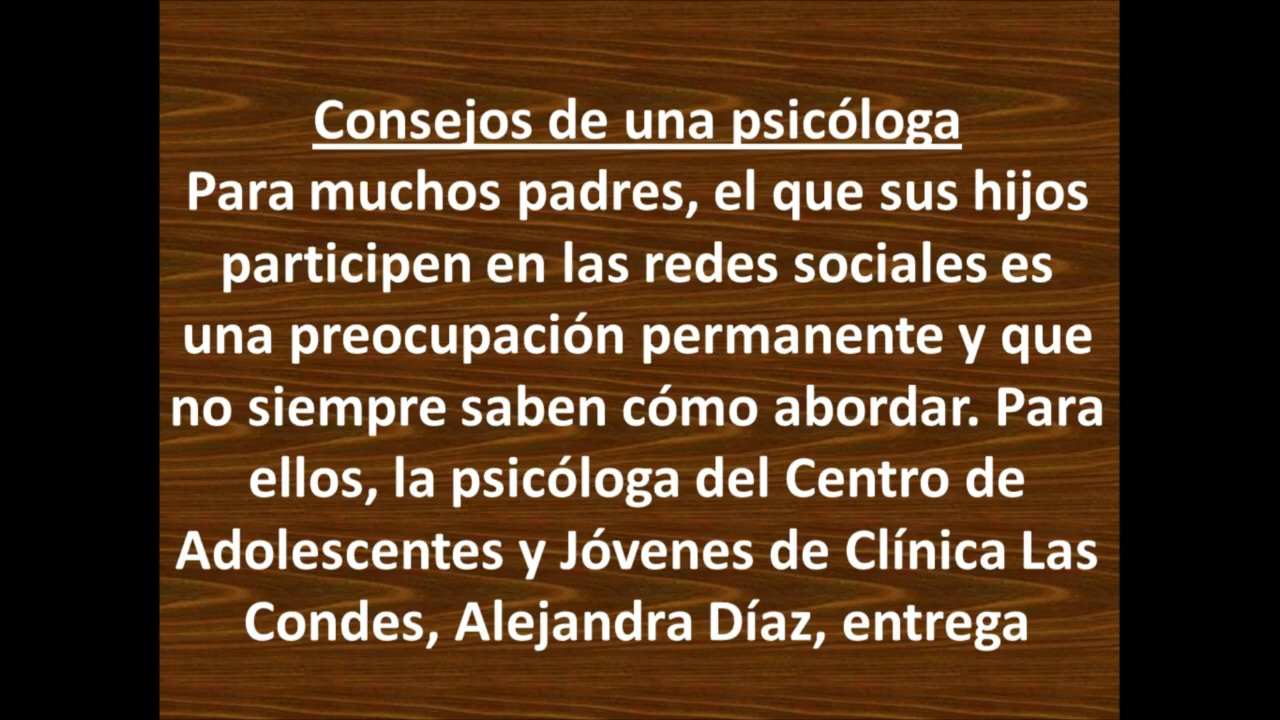 Consejos de una psicóloga
Para muchos padres, el que sus hijos
participen en las redes sociales es
una preocupación permanente y que
no siempre saben cómo abordar. Para
ellos, la psicóloga del Centro de
Adolescentes y Jóvenes de Clínica Las
Condes, Alejandra Díaz, entrega